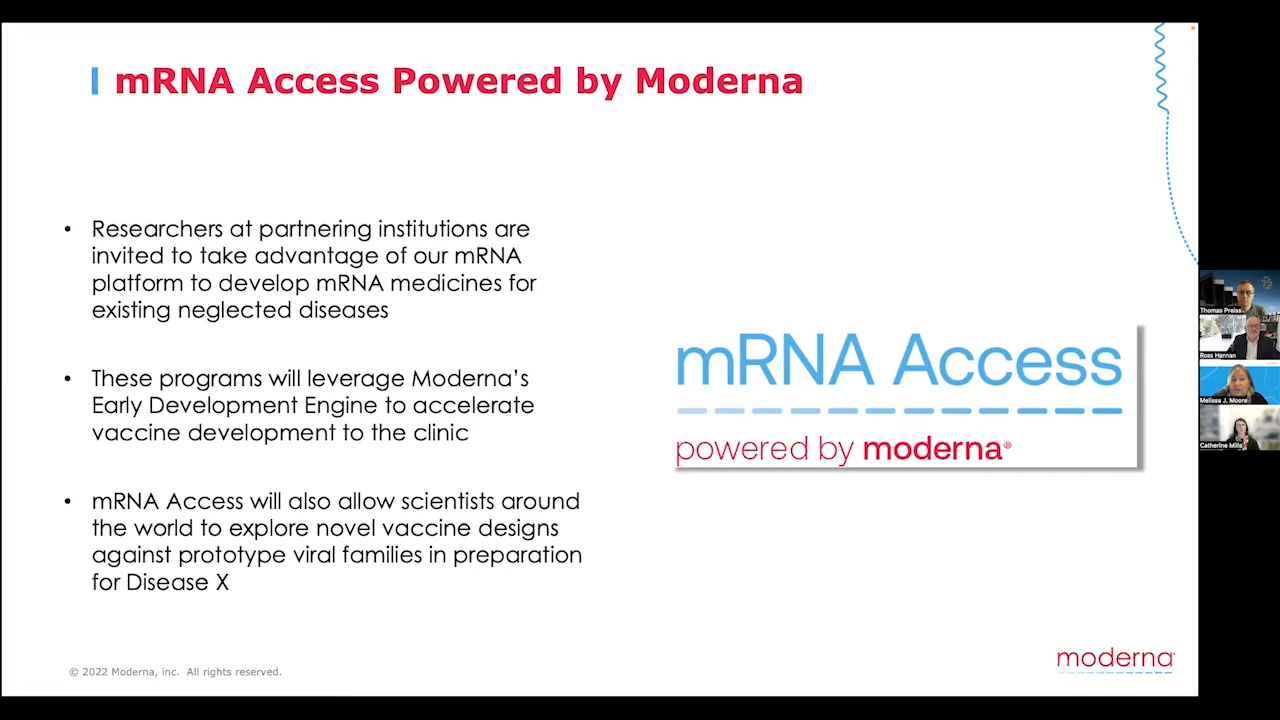 mRNA Access Powered by Moderna
• Researchers at partnering institutions are
invited to take advantage of our mRNA
platform to develop mRNA medicines for
existing neglected diseases
• These programs will leverage Moderna’s
Early Development Engine to accelerate
vaccine development to the clinic
• mRNA Access will also allow scientists around
the world to explore novel vaccine designs
against prototype viral families in preparation
for Disease X
mRNA Access
powered by moderna®
© 2022 Moderna, inc. All rights reserved.
moderna
Thomas Preiss
Ross Hannan
Melissa J. Moore
Catherine Mills